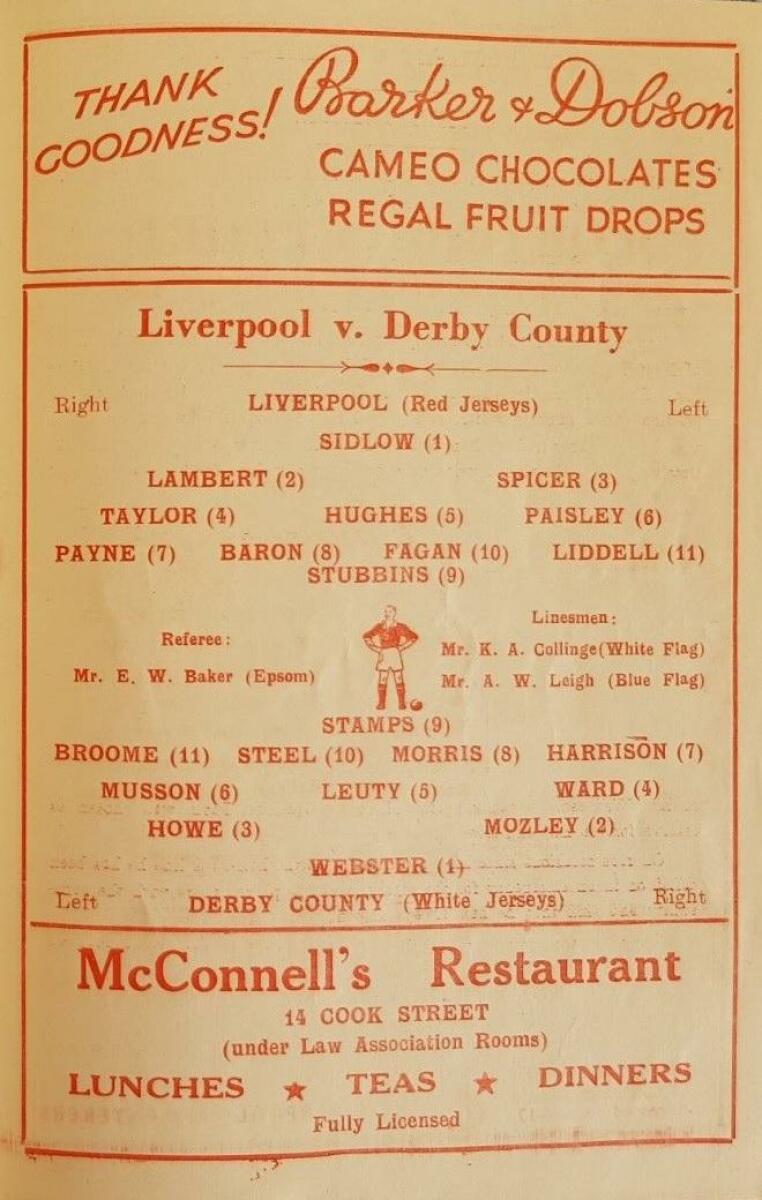 THANK GOODNESS!
Barker & Dobson
CAMEO CHOCOLATES
REGAL FRUIT DROPS
Liverpool v. Derby County
Right LIVERPOOL (Red Jerseys) Left
SIDLOW (1)
LAMBERT (2) SPICER (3)
TAYLOR (4) HUGHES (5) PAISLEY (6)
PAYNE (7) BARON (8) FAGAN (10) LIDDELL (11)
STUBBINS (9)
Referee:
Mr. E. W. Baker (Epsom)
Linesmen:
Mr. K. A. Collinge(White Flag)
Mr. A. W. Leigh (Blue Flag)
STAMPS (9)
BROOME (11) STEEL (10) MORRIS (8) HARRISON (7)
MUSSON (6) LEUTY (5) WARD (4)
HOWE (3) MOZLEY (2)
WEBSTER (1)
Left DERBY COUNTY (White Jerseys) Right
McConnell's Restaurant
14 COOK STREET
(under Law Association Rooms)
LUNCHES ★ TEAS ★ DINNERS
Fully Licensed